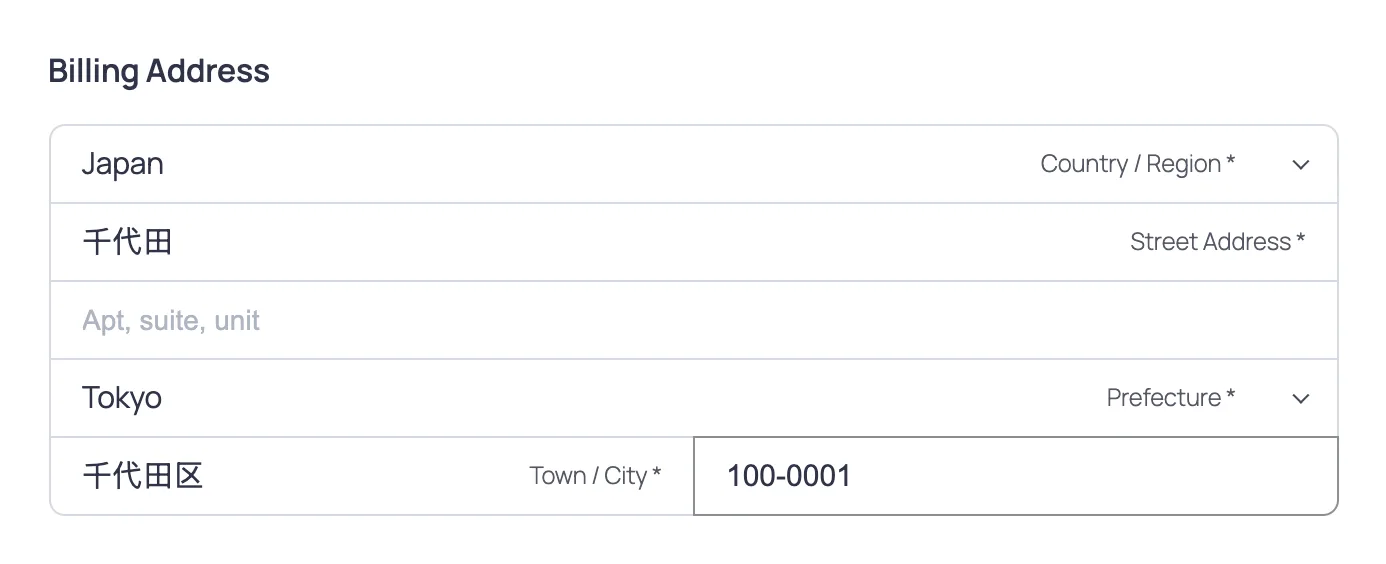 Billing Address
Japan Country / Region *
千代田 Street Address *
Apt, suite, unit
Tokyo Prefecture *
千代田区 Town / City * 100-0001